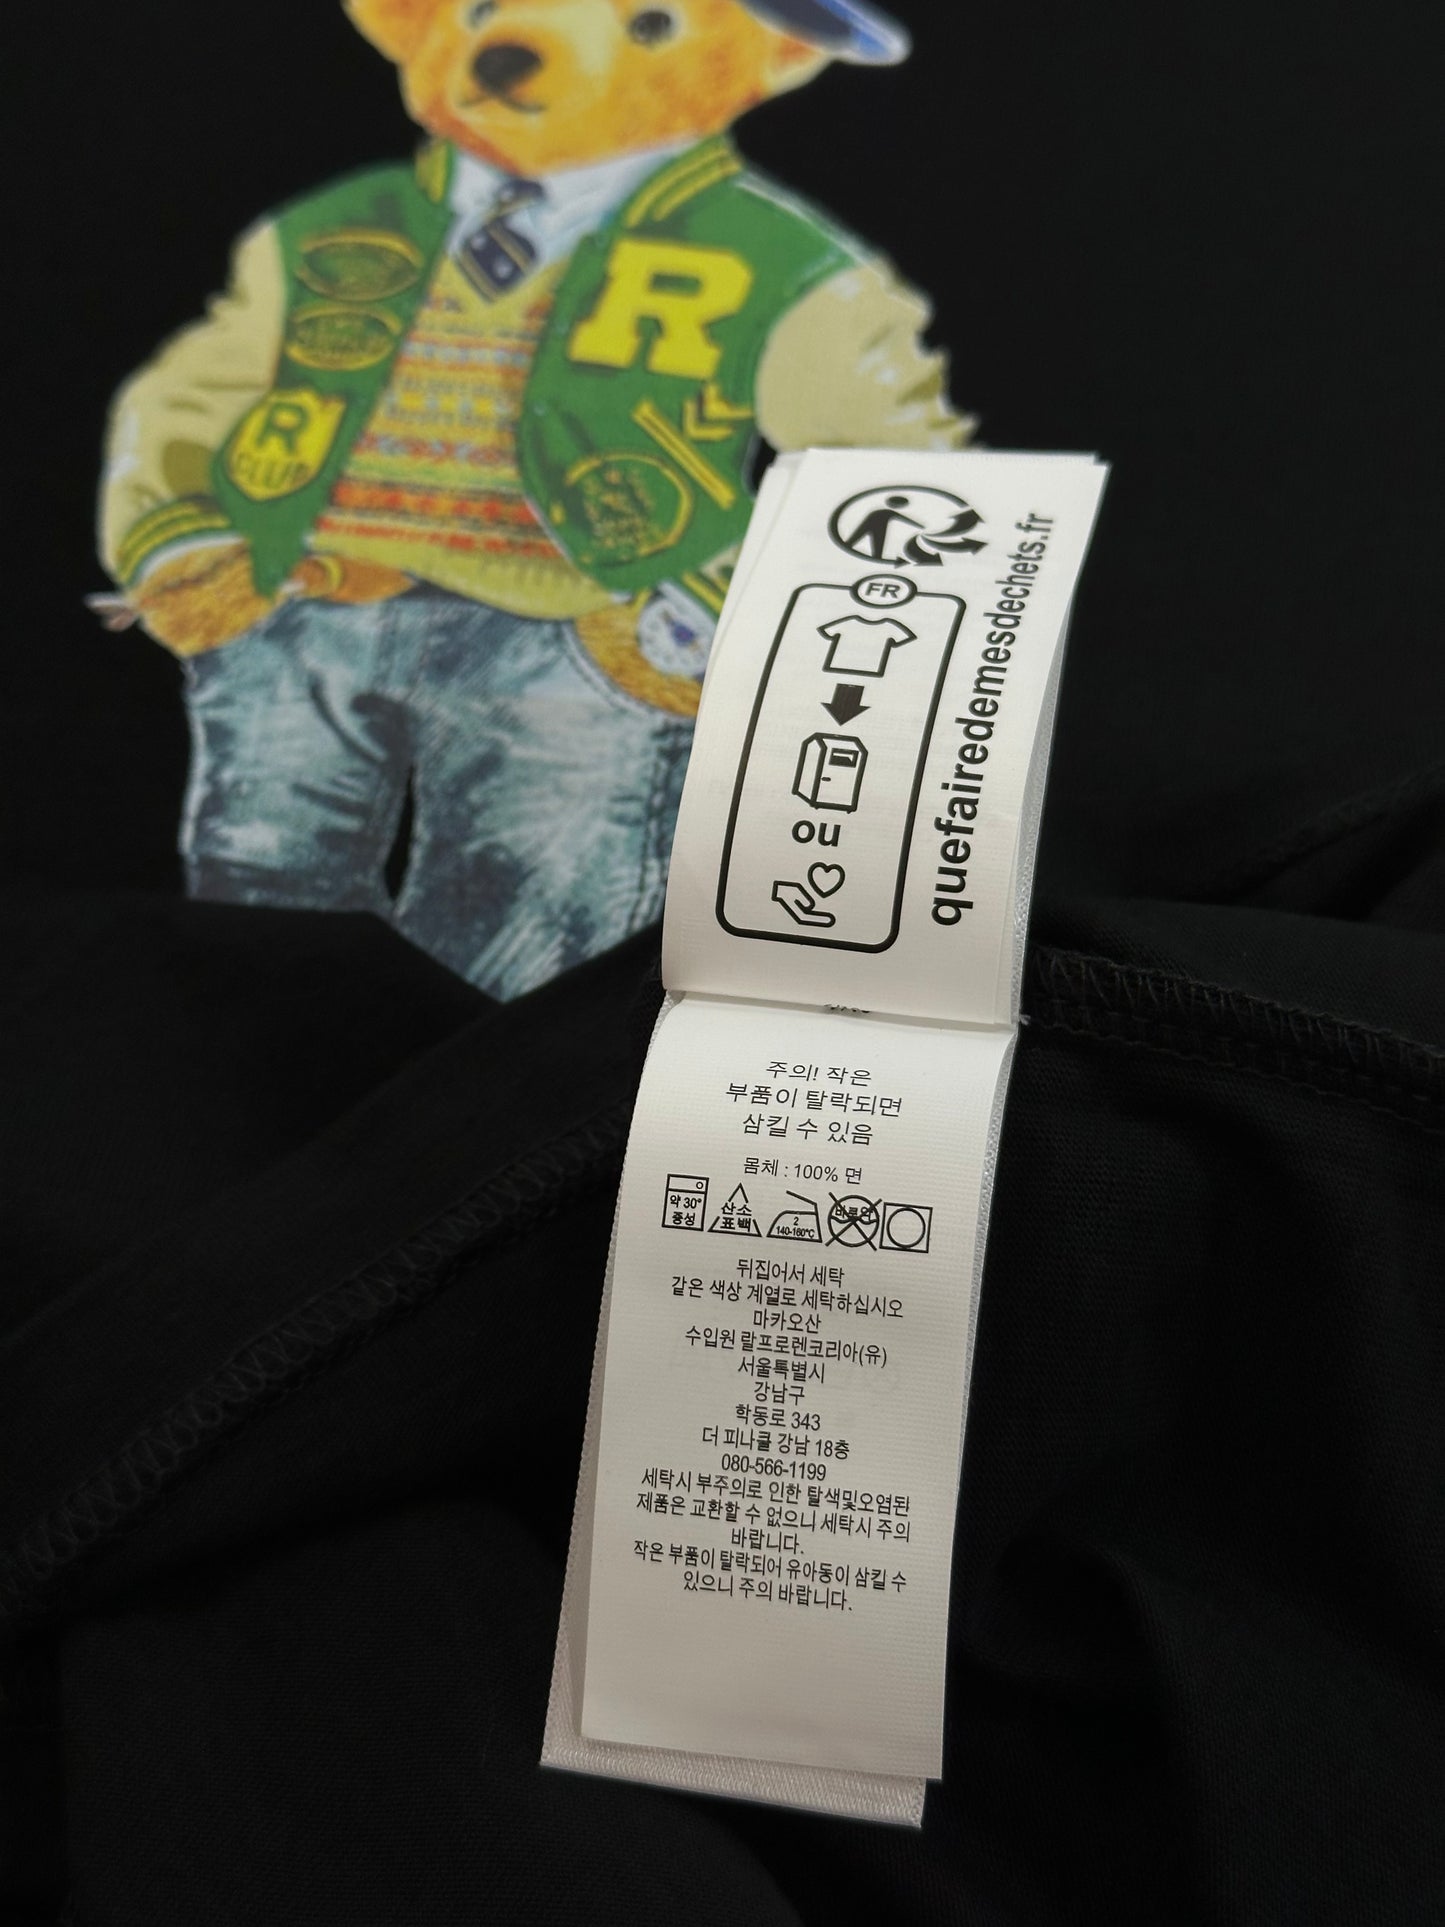 R
R
CLUB
FR
ou
quefairedemesdechets.fr
주의! 작은
부품이 탈락되면
삼킬 수 있음
몸체 : 100% 면
약 30°
중성
산소
표백
2
140-160℃
뒤집어서 세탁
같은 색상 계열로 세탁하십시오
마카오산
수입원 랄프로렌코리아(유)
서울특별시
강남구
학동로 343
더 피나클 강남 18층
080-566-1199
세탁시 부주의로 인한 탈색및오염된
제품은 교환할 수 없으니 세탁시 주의
바랍니다.
작은 부품이 탈락되어 유아동이 삼킬 수
있으니 주의 바랍니다.